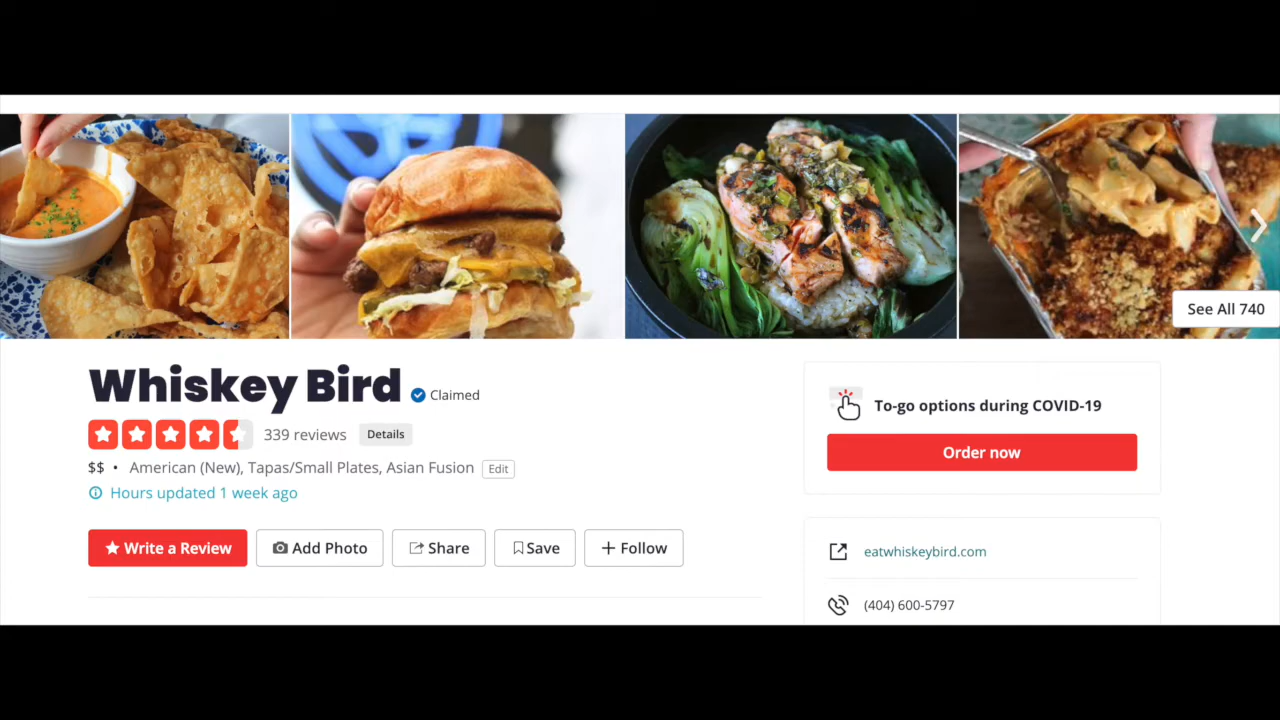 See All 740
Whiskey Bird
Claimed
339 reviews
Details
$$ • American (New), Tapas/Small Plates, Asian Fusion
Edit
Hours updated 1 week ago
Write a Review
Add Photo
Share
Save
Follow
To-go options during COVID-19
Order now
eatwhiskeybird.com
(404) 600-5797